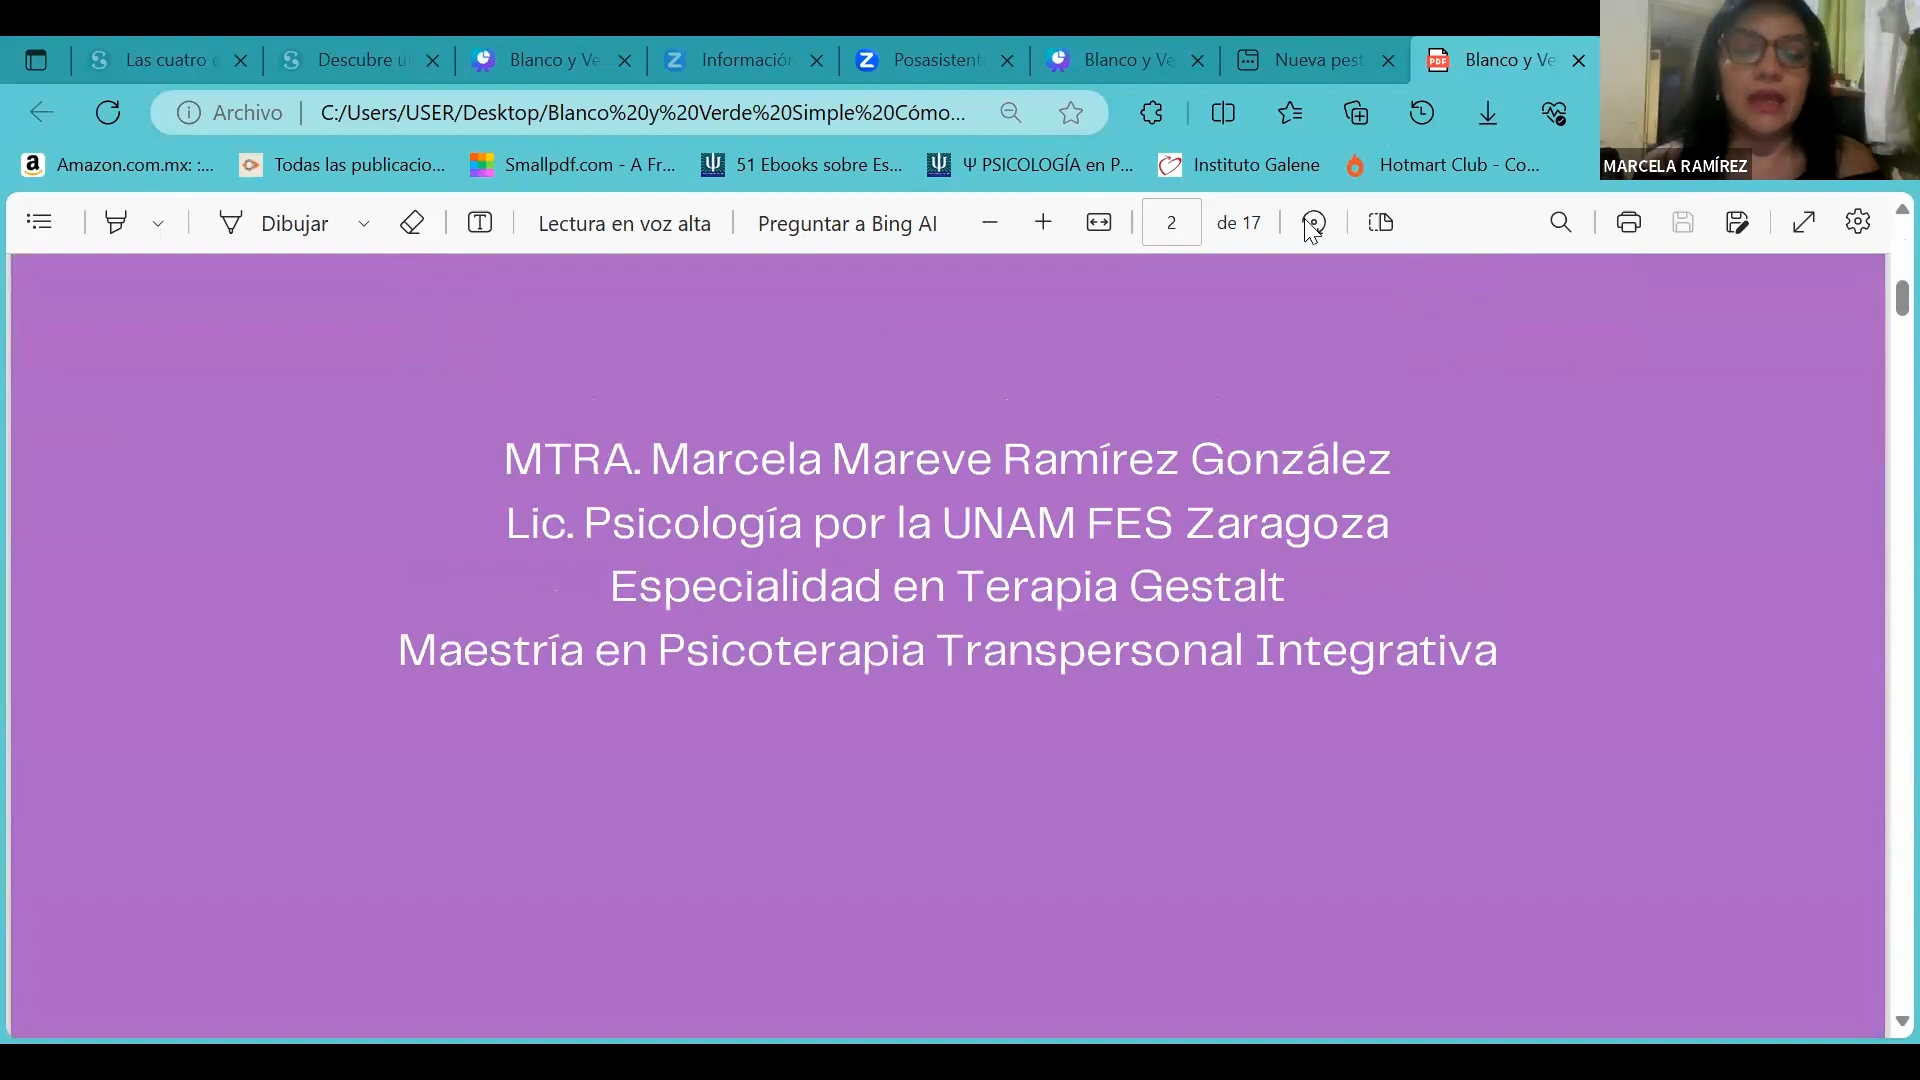 Las cuatro e
Descubre u
Blanco y Ve
Información
Posasistent
Blanco y Ve
Nueva pest
PDF
Blanco y Ve
Archivo
C:/Users/USER/Desktop/Blanco%20y%20Verde%20Simple%20Cómo...
Amazon.com.mx: :...
Todas las publicacio...
Smallpdf.com - A Fr...
51 Ebooks sobre Es...
Ψ PSICOLOGÍA en P...
Instituto Galene
Hotmart Club - Co...
MARCELA RAMÍREZ
Dibujar
Lectura en voz alta
Preguntar a Bing AI
2
de 17
MTRA. Marcela Mareve Ramírez González
Lic. Psicología por la UNAM FES Zaragoza
Especialidad en Terapia Gestalt
Maestría en Psicoterapia Transpersonal Integrativa